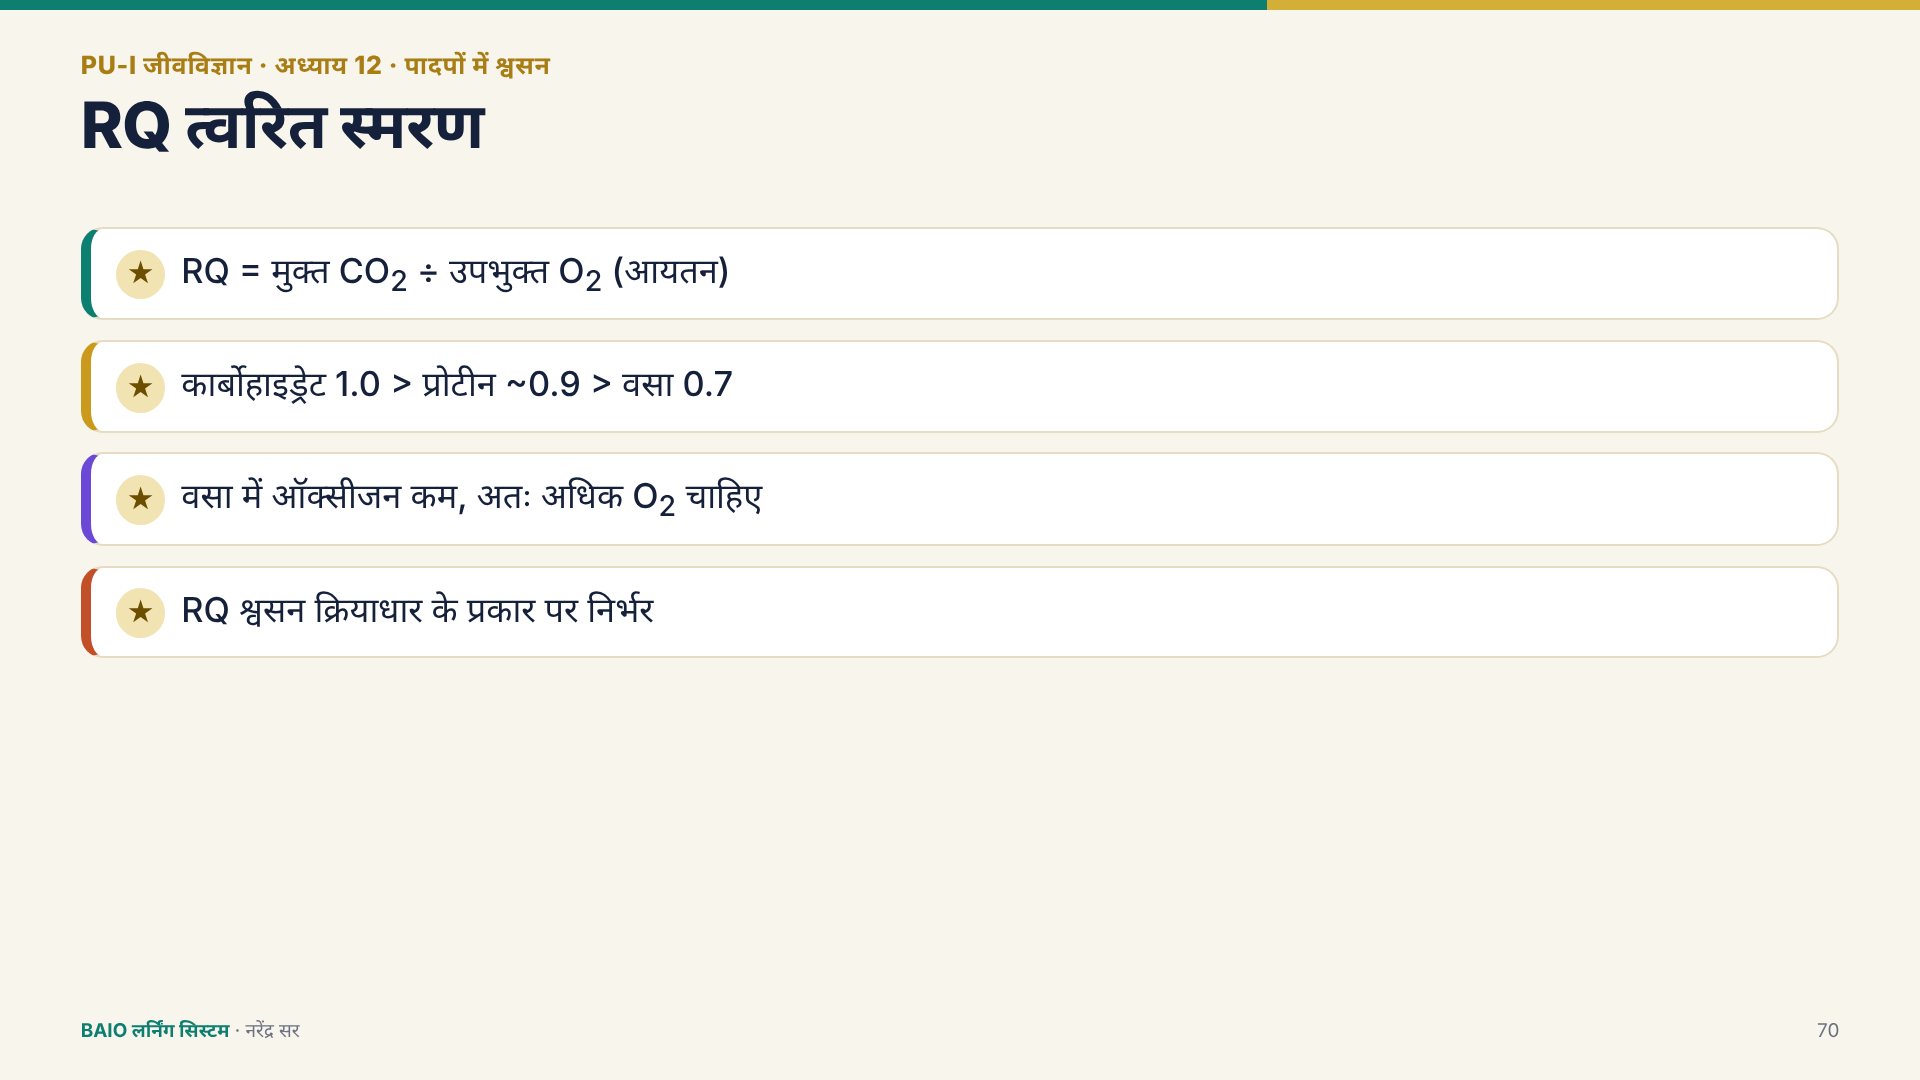 PU-I जीवविज्ञान · अध्याय 12 · पादपों में श्वसन
RQ त्वरित स्मरण
★ RQ = मुक्त CO₂ ÷ उपभुक्त O₂ (आयतन)
★ कार्बोहाइड्रेट 1.0 > प्रोटीन ~0.9 > वसा 0.7
★ वसा में ऑक्सीजन कम, अतः अधिक O₂ चाहिए
★ RQ श्वसन क्रियाधार के प्रकार पर निर्भर
BAIO लर्निंग सिस्टम · नरेंद्र सर
70